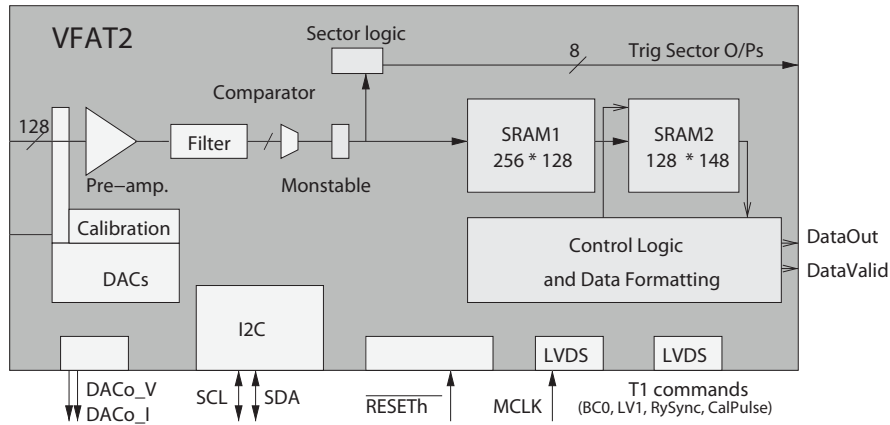 VFAT2
Sector logic
8
Trig Sector O/Ps
Comparator
128
Filter
SRAM1
256 * 128
SRAM2
128 * 148
Pre-amp.
Monstable
Calibration
DACs
Control Logic
and Data Formatting
DataOut
DataValid
I2C
LVDS
LVDS
DACo_V
DACo_I
SCL
SDA
RESETh
MCLK
T1 commands
(BC0, LV1, RySync, CalPulse)